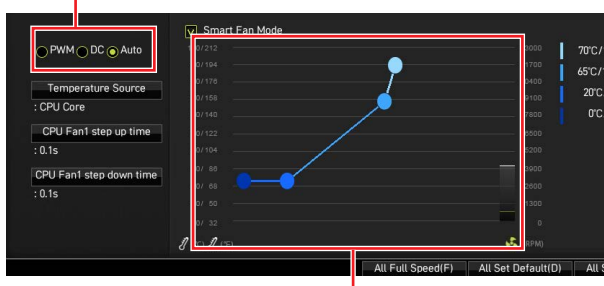 Smart Fan Mode
PWM DC Auto
Temperature Source
: CPU Core
CPU Fan1 step up time
: 0.1s
CPU Fan1 step down time
: 0.1s
0/212
0/194
0/176
0/158
0/140
0/122
0/104
0/ 86
0/ 68
0/ 50
0/ 32
(℃) (℉)
3000
1700
0400
9100
7800
6500
5200
3900
2600
1300
0
(RPM)
70℃/
65℃/
20℃
0℃
All Full Speed(F) All Set Default(D) All